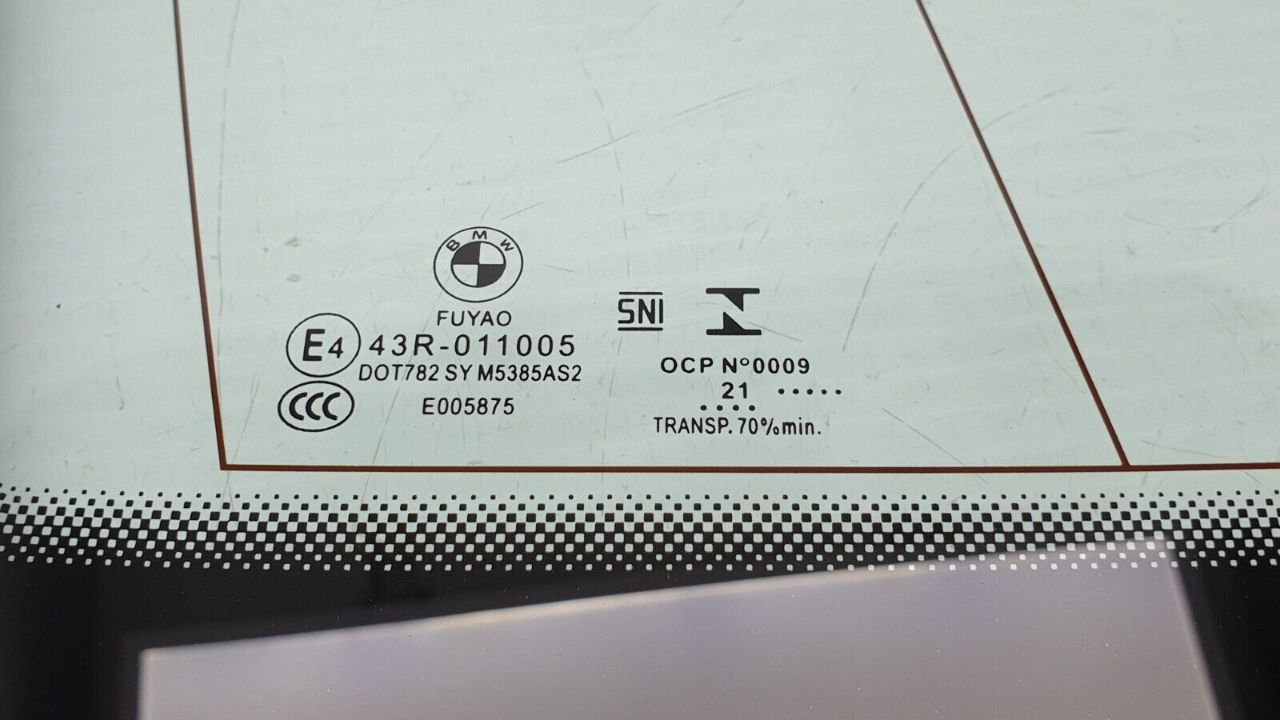 BMW
FUYAO
E4 43R-011005
DOT782 SY M5385AS2
CCC E005875
SNI
OCP N°0009
21 .....
....
TRANSP. 70%min.